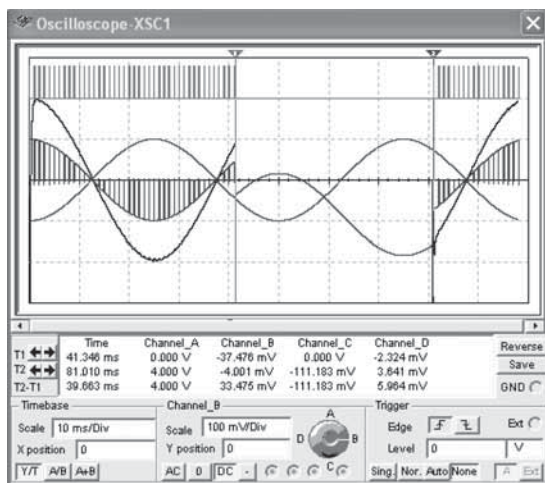 Oscilloscope-XSC1
Time Channel_A Channel_B Channel_C Channel_D
T1 41.346 ms 0.000 V -37.476 mV 0.000 V -2.324 mV
T2 81.010 ms 4.000 V -4.001 mV -111.183 mV 3.641 mV
T2-T1 39.663 ms 4.000 V 33.475 mV -111.183 mV 5.964 mV
Reverse
Save
GND
Timebase Channel_B Trigger
Scale 10 ms/Div Scale 100 mV/Div A B C D Edge Ext
X position 0 Y position 0 Level 0 V
Y/T B/A A/B A+B AC 0 DC - Sing. Nor. Auto None A Ext